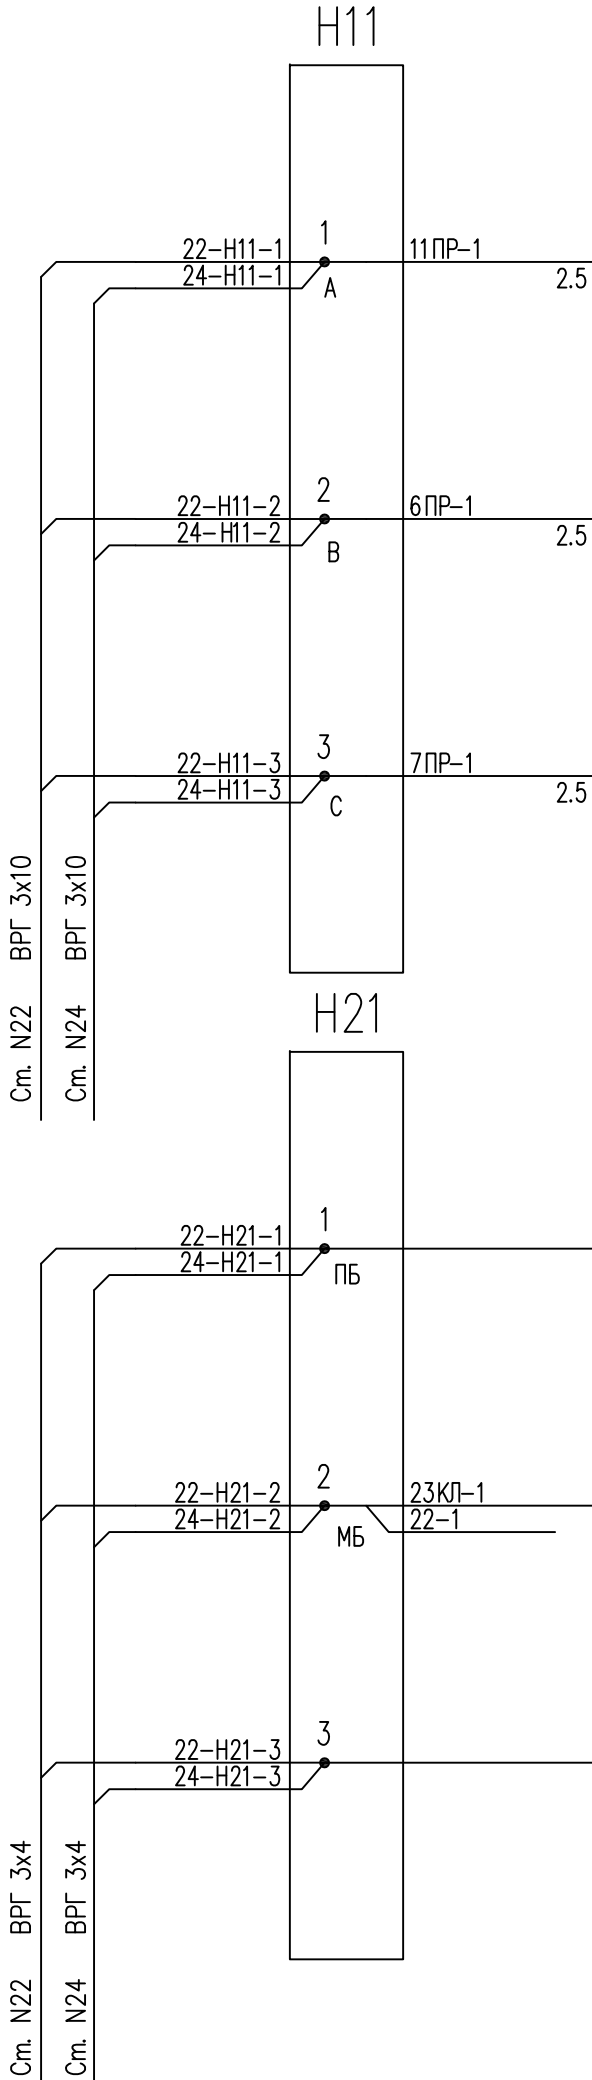 Н11
1
22-Н11-1
11ПР-1
24-Н11-1
А
2.5
2
22-Н11-2
6ПР-1
24-Н11-2
В
2.5
3
22-Н11-3
7ПР-1
24-Н11-3
С
2.5
Ст. N22 ВРГ 3х10
Ст. N24 ВРГ 3х10
Н21
1
22-Н21-1
24-Н21-1
ПБ
2
22-Н21-2
23КЛ-1
24-Н21-2
22-1
МБ
3
22-Н21-3
24-Н21-3
Ст. N22 ВРГ 3х4
Ст. N24 ВРГ 3х4